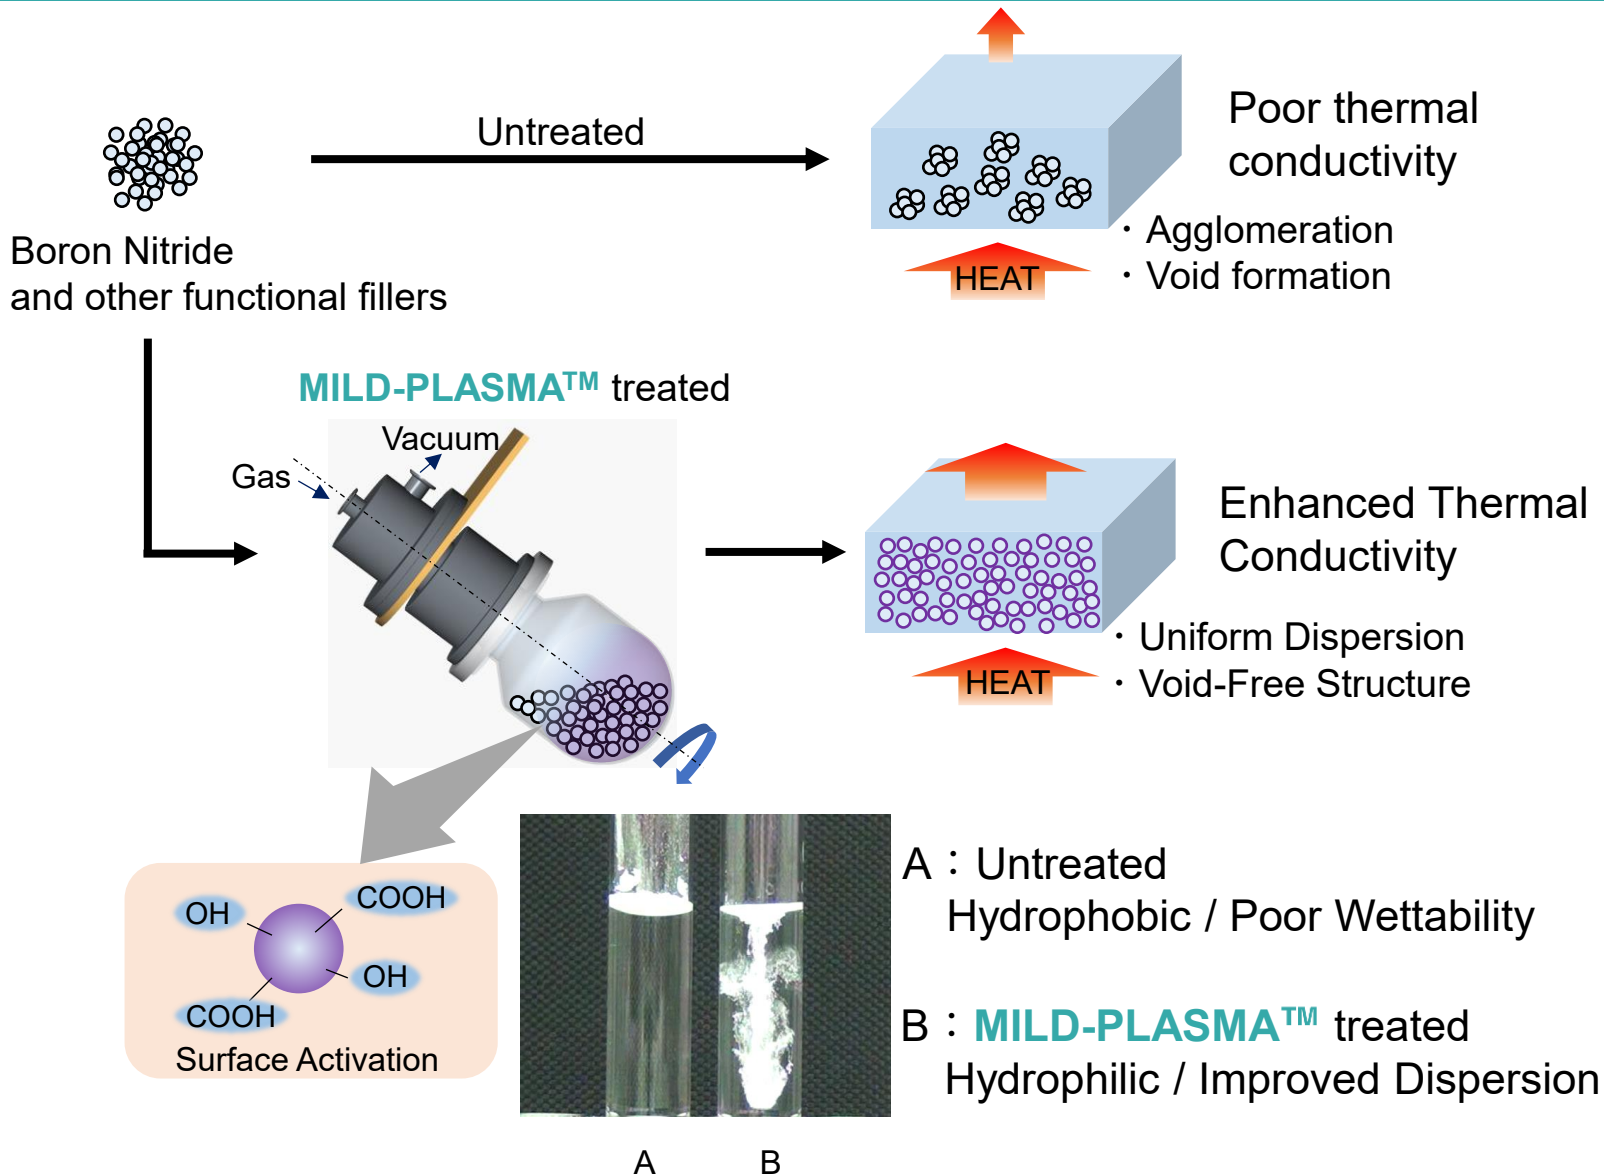 Untreated
Boron Nitride
and other functional fillers
Poor thermal
conductivity
・Agglomeration
・Void formation
HEAT
MILD-PLASMA™ treated
Vacuum
Gas
Enhanced Thermal
Conductivity
・Uniform Dispersion
・Void-Free Structure
HEAT
OH
COOH
OH
COOH
Surface Activation
A：Untreated
Hydrophobic / Poor Wettability
B：MILD-PLASMA™ treated
Hydrophilic / Improved Dispersion
A
B